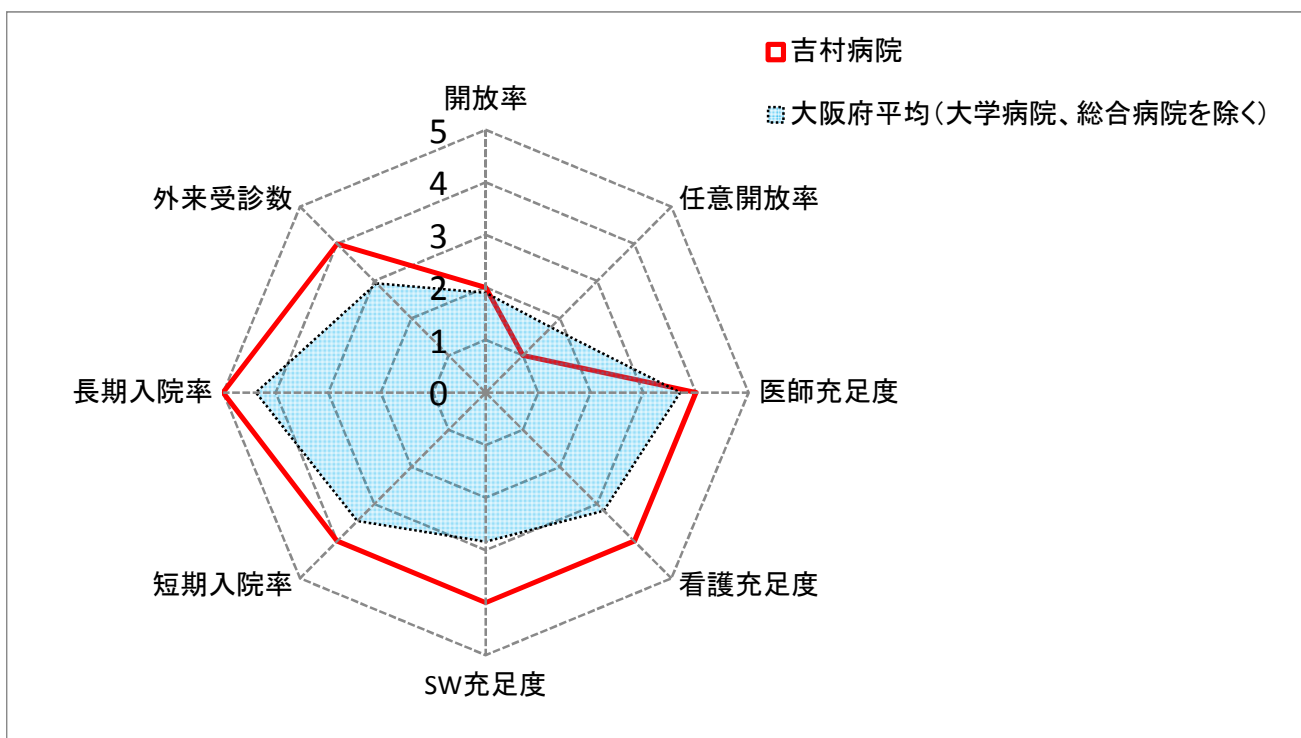 吉村病院
大阪府平均(大学病院、総合病院を除く)
開放率
任意開放率
医師充足度
看護充足度
SW充足度
短期入院率
長期入院率
外来受診数
5
4
3
2
1
0